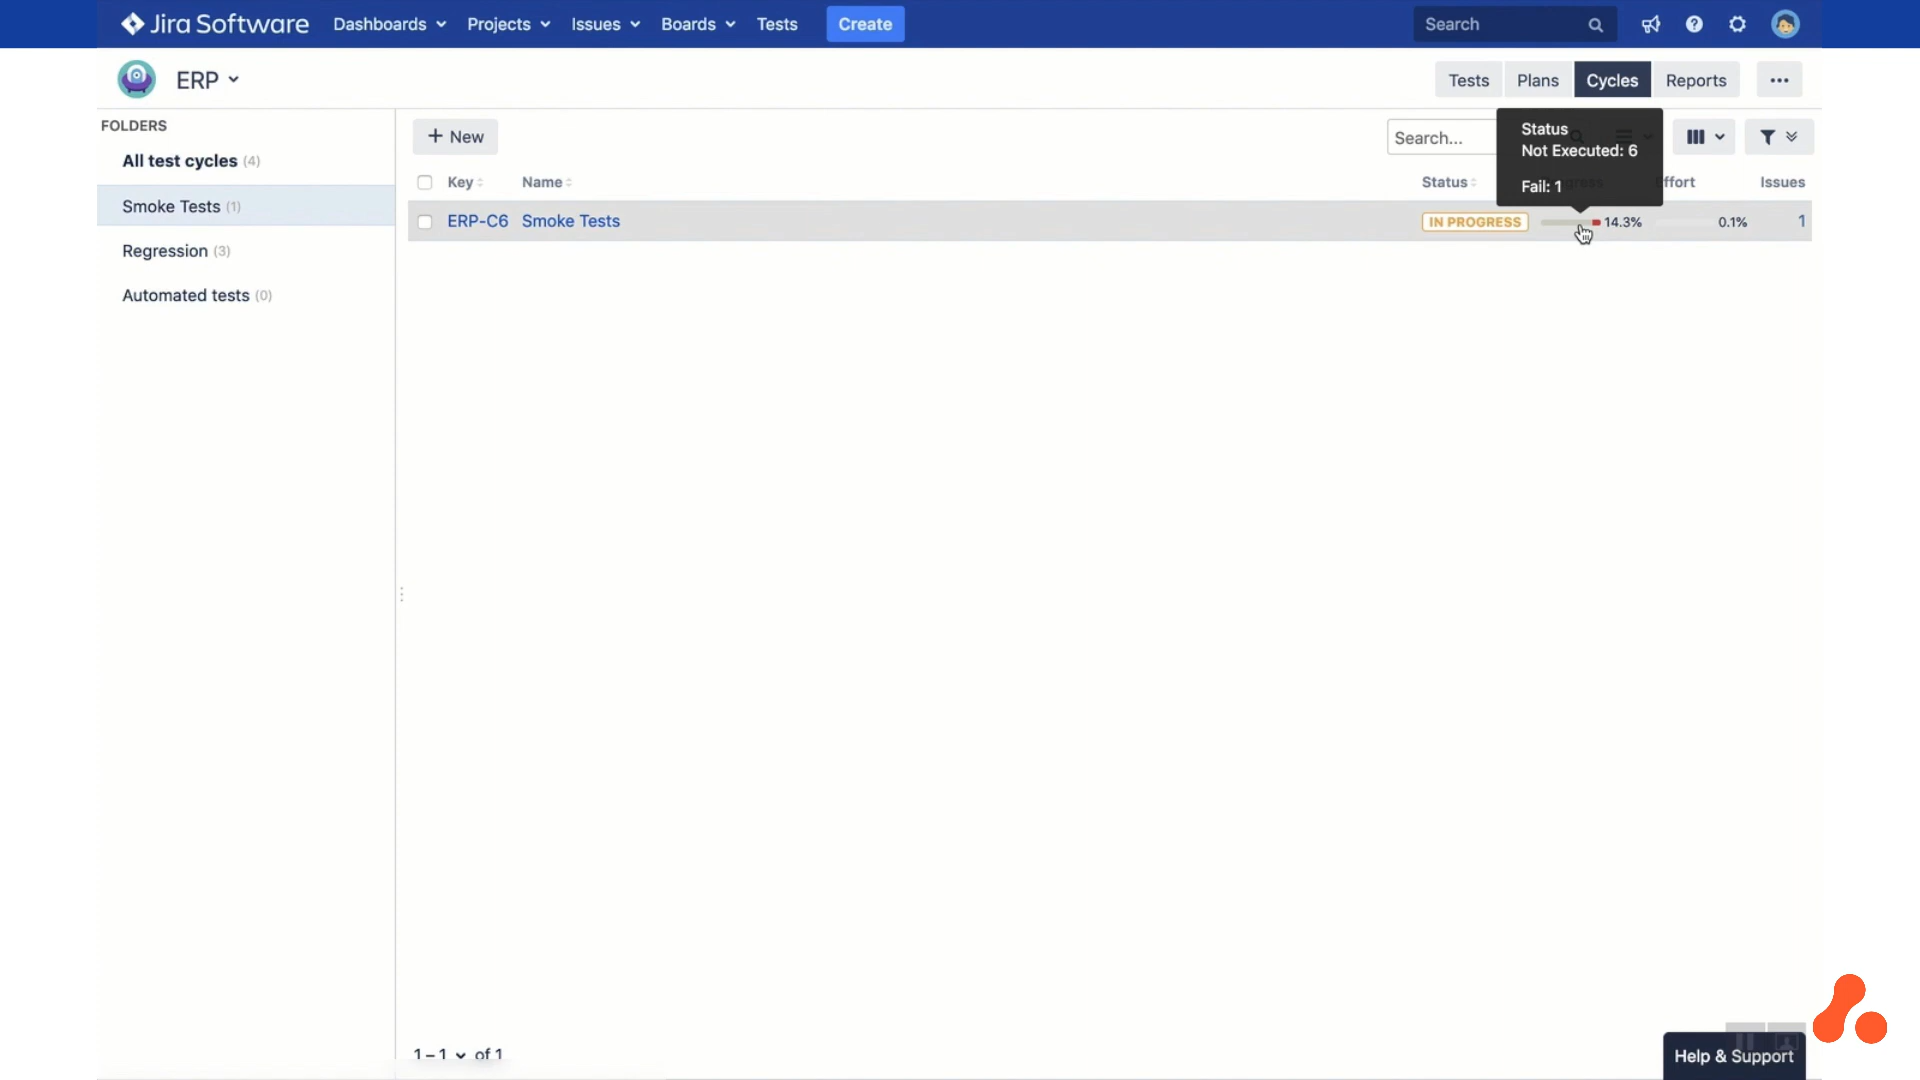 Jira Software Dashboards Projects Issues Boards Tests Create Search
ERP Tests Plans Cycles Reports
FOLDERS
All test cycles (4)
Smoke Tests (1)
Regression (3)
Automated tests (0)
+ New Search...
Status
Not Executed: 6
Fail: 1
Key Name Status Progress Effort Issues
ERP-C6 Smoke Tests IN PROGRESS 14.3% 0.1% 1
1 – 1 of 1
Help & Support